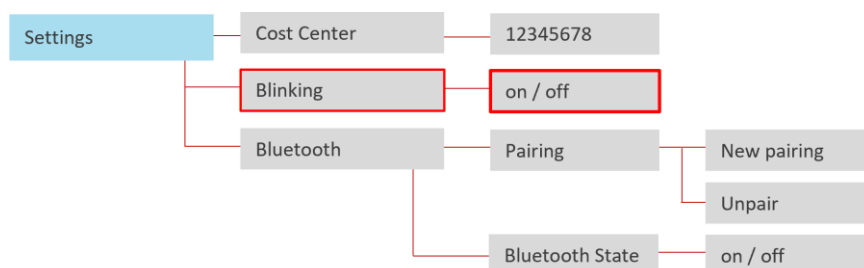 Settings
Cost Center
12345678
Blinking
on / off
Bluetooth
Pairing
New pairing
Unpair
Bluetooth State
on / off